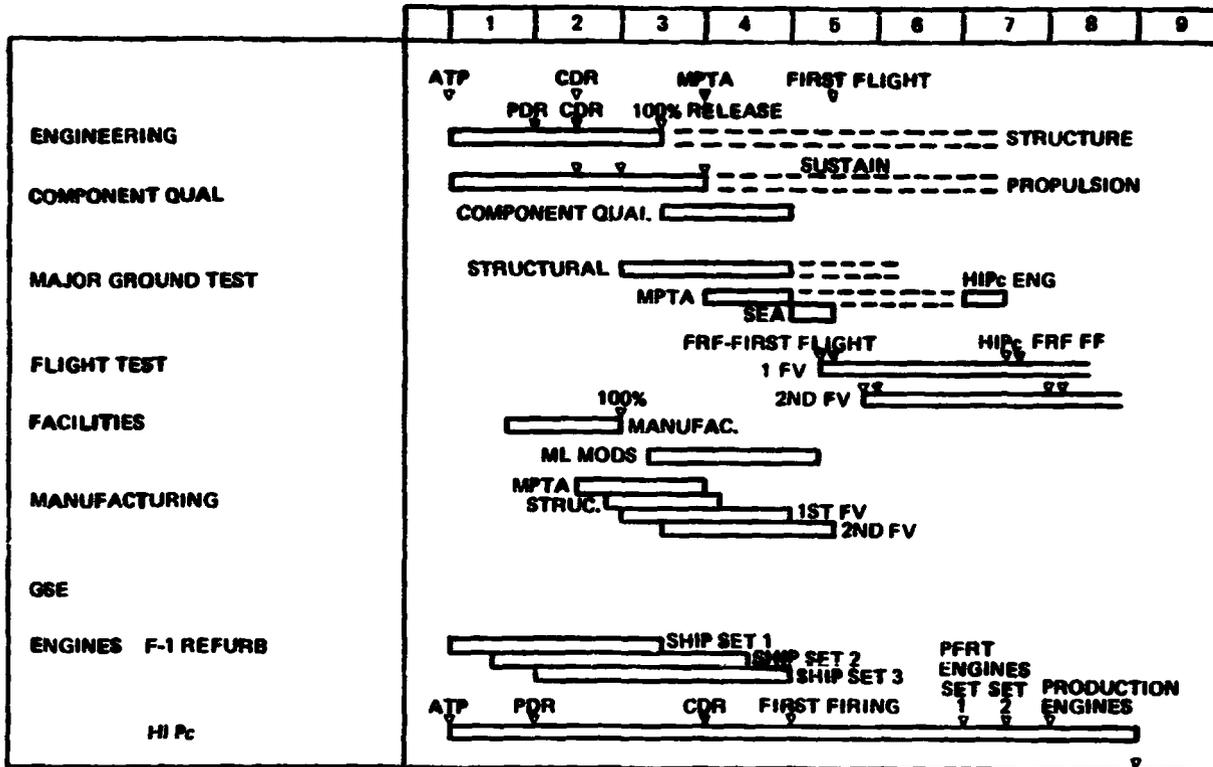 1 2 3 4 5 6 7 8 9
ATP CDR MPTA FIRST FLIGHT
PDR CDR 100% RELEASE
ENGINEERING STRUCTURE
SUSTAIN
COMPONENT QUAL PROPULSION
COMPONENT QUAL
STRUCTURAL
MAJOR GROUND TEST HIPc ENG
MPTA
SEA
FRF-FIRST FLIGHT HIPc FRF FF
FLIGHT TEST 1 FV
2ND FV
100%
FACILITIES MANUFAC.
ML MODS
MPTA
MANUFACTURING STRUC.
1ST FV
2ND FV
GSE
ENGINES F-1 REFURB SHIP SET 1
SHIP SET 2
SHIP SET 3
PFRT
ENGINES
SET SET PRODUCTION
1 2 ENGINES
ATP PDR CDR FIRST FIRING
HI Pc